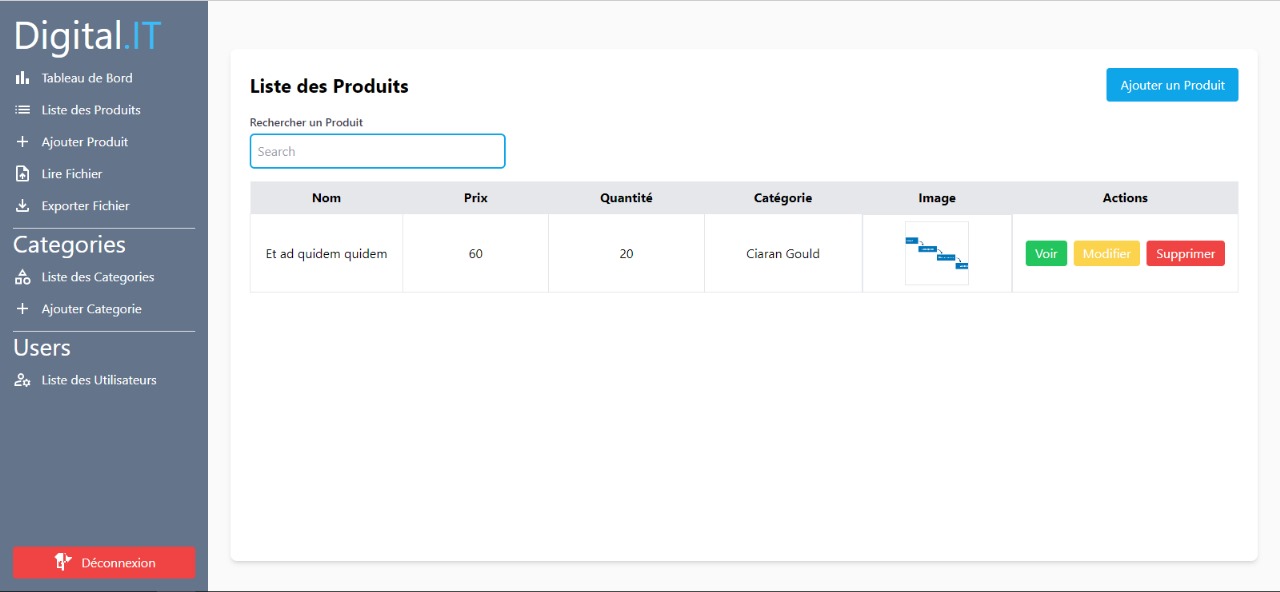 Digital.IT
Tableau de Bord
Liste des Produits
Ajouter Produit
Lire Fichier
Exporter Fichier
Categories
Liste des Categories
Ajouter Categorie
Users
Liste des Utilisateurs
Déconnexion
Liste des Produits
Ajouter un Produit
Rechercher un Produit
Search
Nom Prix Quantité Catégorie Image Actions
Et ad quidem quidem 60 20 Ciaran Gould Voir Modifier Supprimer